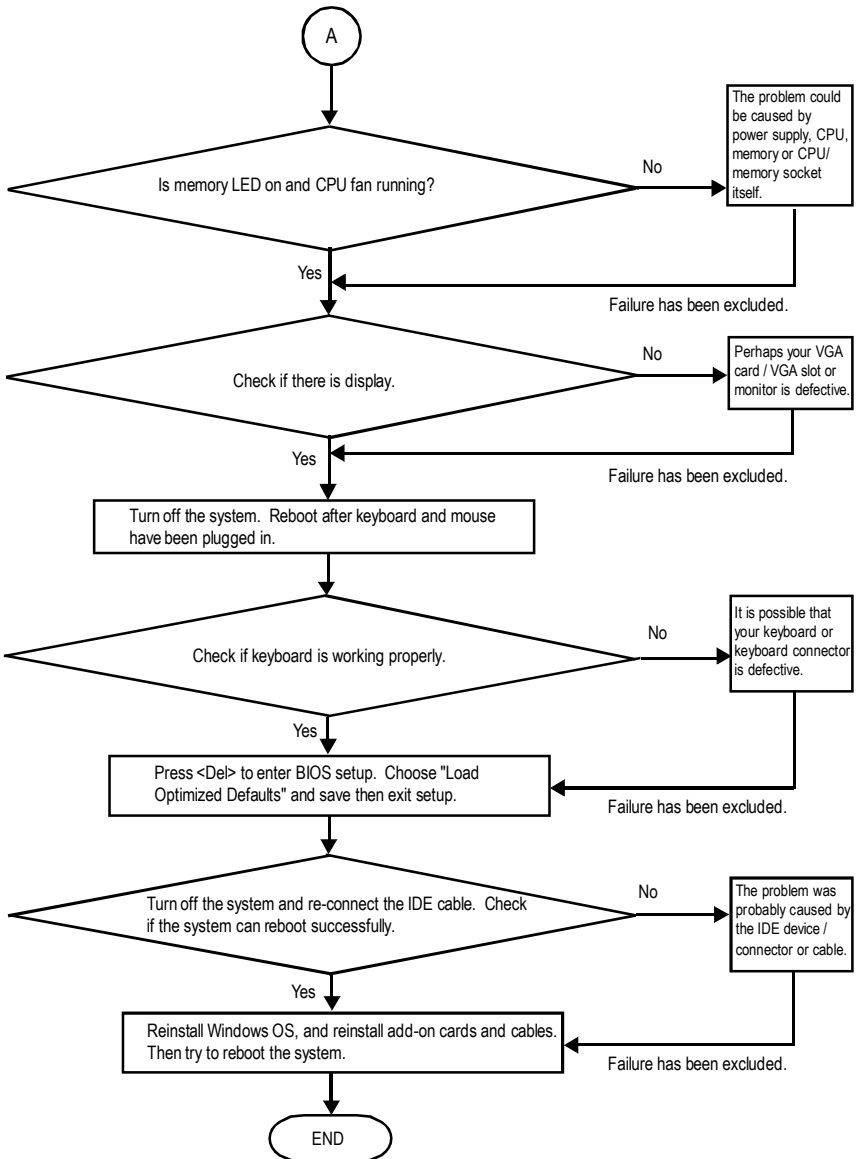 A
Is memory LED on and CPU fan running?
No
The problem could
be caused by
power supply, CPU,
memory or CPU/
memory socket
itself.
Yes
Failure has been excluded.
Check if there is display.
No
Perhaps your VGA
card / VGA slot or
monitor is defective.
Yes
Failure has been excluded.
Turn off the system. Reboot after keyboard and mouse
have been plugged in.
Check if keyboard is working properly.
No
It is possible that
your keyboard or
keyboard connector
is defective.
Yes
Press <Del> to enter BIOS setup. Choose "Load
Optimized Defaults" and save then exit setup.
Failure has been excluded.
Turn off the system and re-connect the IDE cable. Check
if the system can reboot successfully.
No
The problem was
probably caused by
the IDE device /
connector or cable.
Yes
Reinstall Windows OS, and reinstall add-on cards and cables.
Then try to reboot the system.
Failure has been excluded.
END